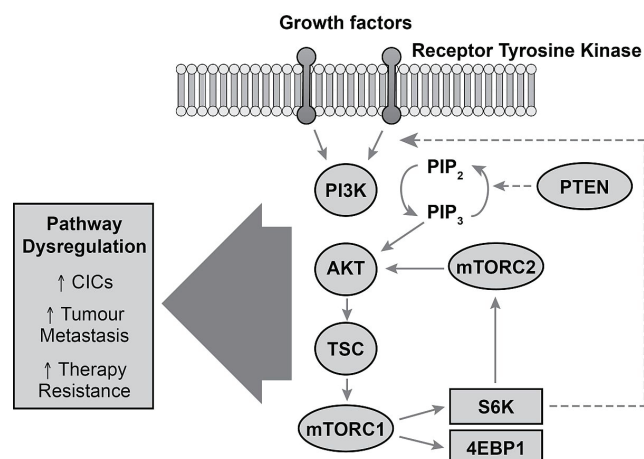 Growth factors
Receptor Tyrosine Kinase
PI3K
PIP₂
PIP₃
PTEN
Pathway
Dysregulation
↑ CICs
↑ Tumour
Metastasis
↑ Therapy
Resistance
AKT
mTORC2
TSC
mTORC1
S6K
4EBP1